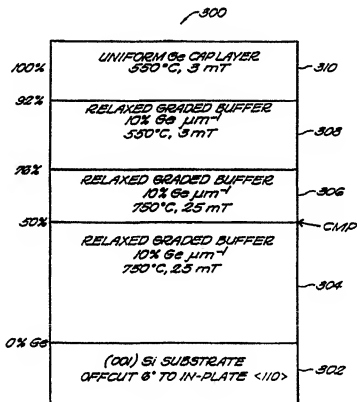 300
UNIFORM Ge CAP LAYER
550°C, 3 mT
310
100%
92%
RELAXED GRADED BUFFER
10% Ge μm⁻¹
550°C, 3 mT
308
76%
RELAXED GRADED BUFFER
10% Ge μm⁻¹
750°C, 25 mT
306
50%
CMP
RELAXED GRADED BUFFER
10% Ge μm⁻¹
750°C, 25 mT
304
0% Ge
(001) Si SUBSTRATE
OFFCUT 6° TO IN-PLATE <110>
302